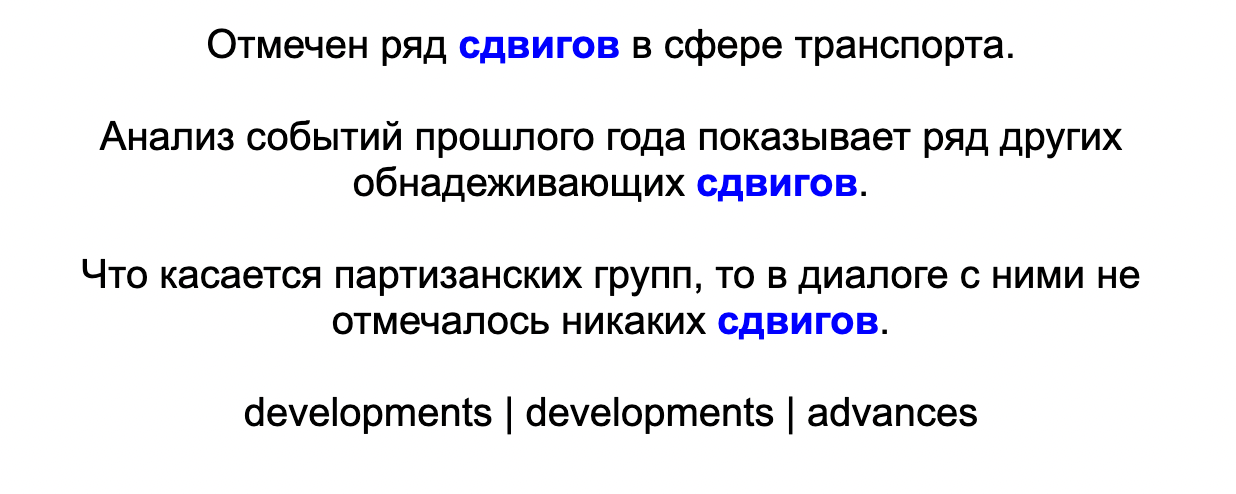 Отмечен ряд сдвигов в сфере транспорта.
Анализ событий прошлого года показывает ряд других
обнадеживающих сдвигов.
Что касается партизанских групп, то в диалоге с ними не
отмечалось никаких сдвигов.
developments | developments | advances